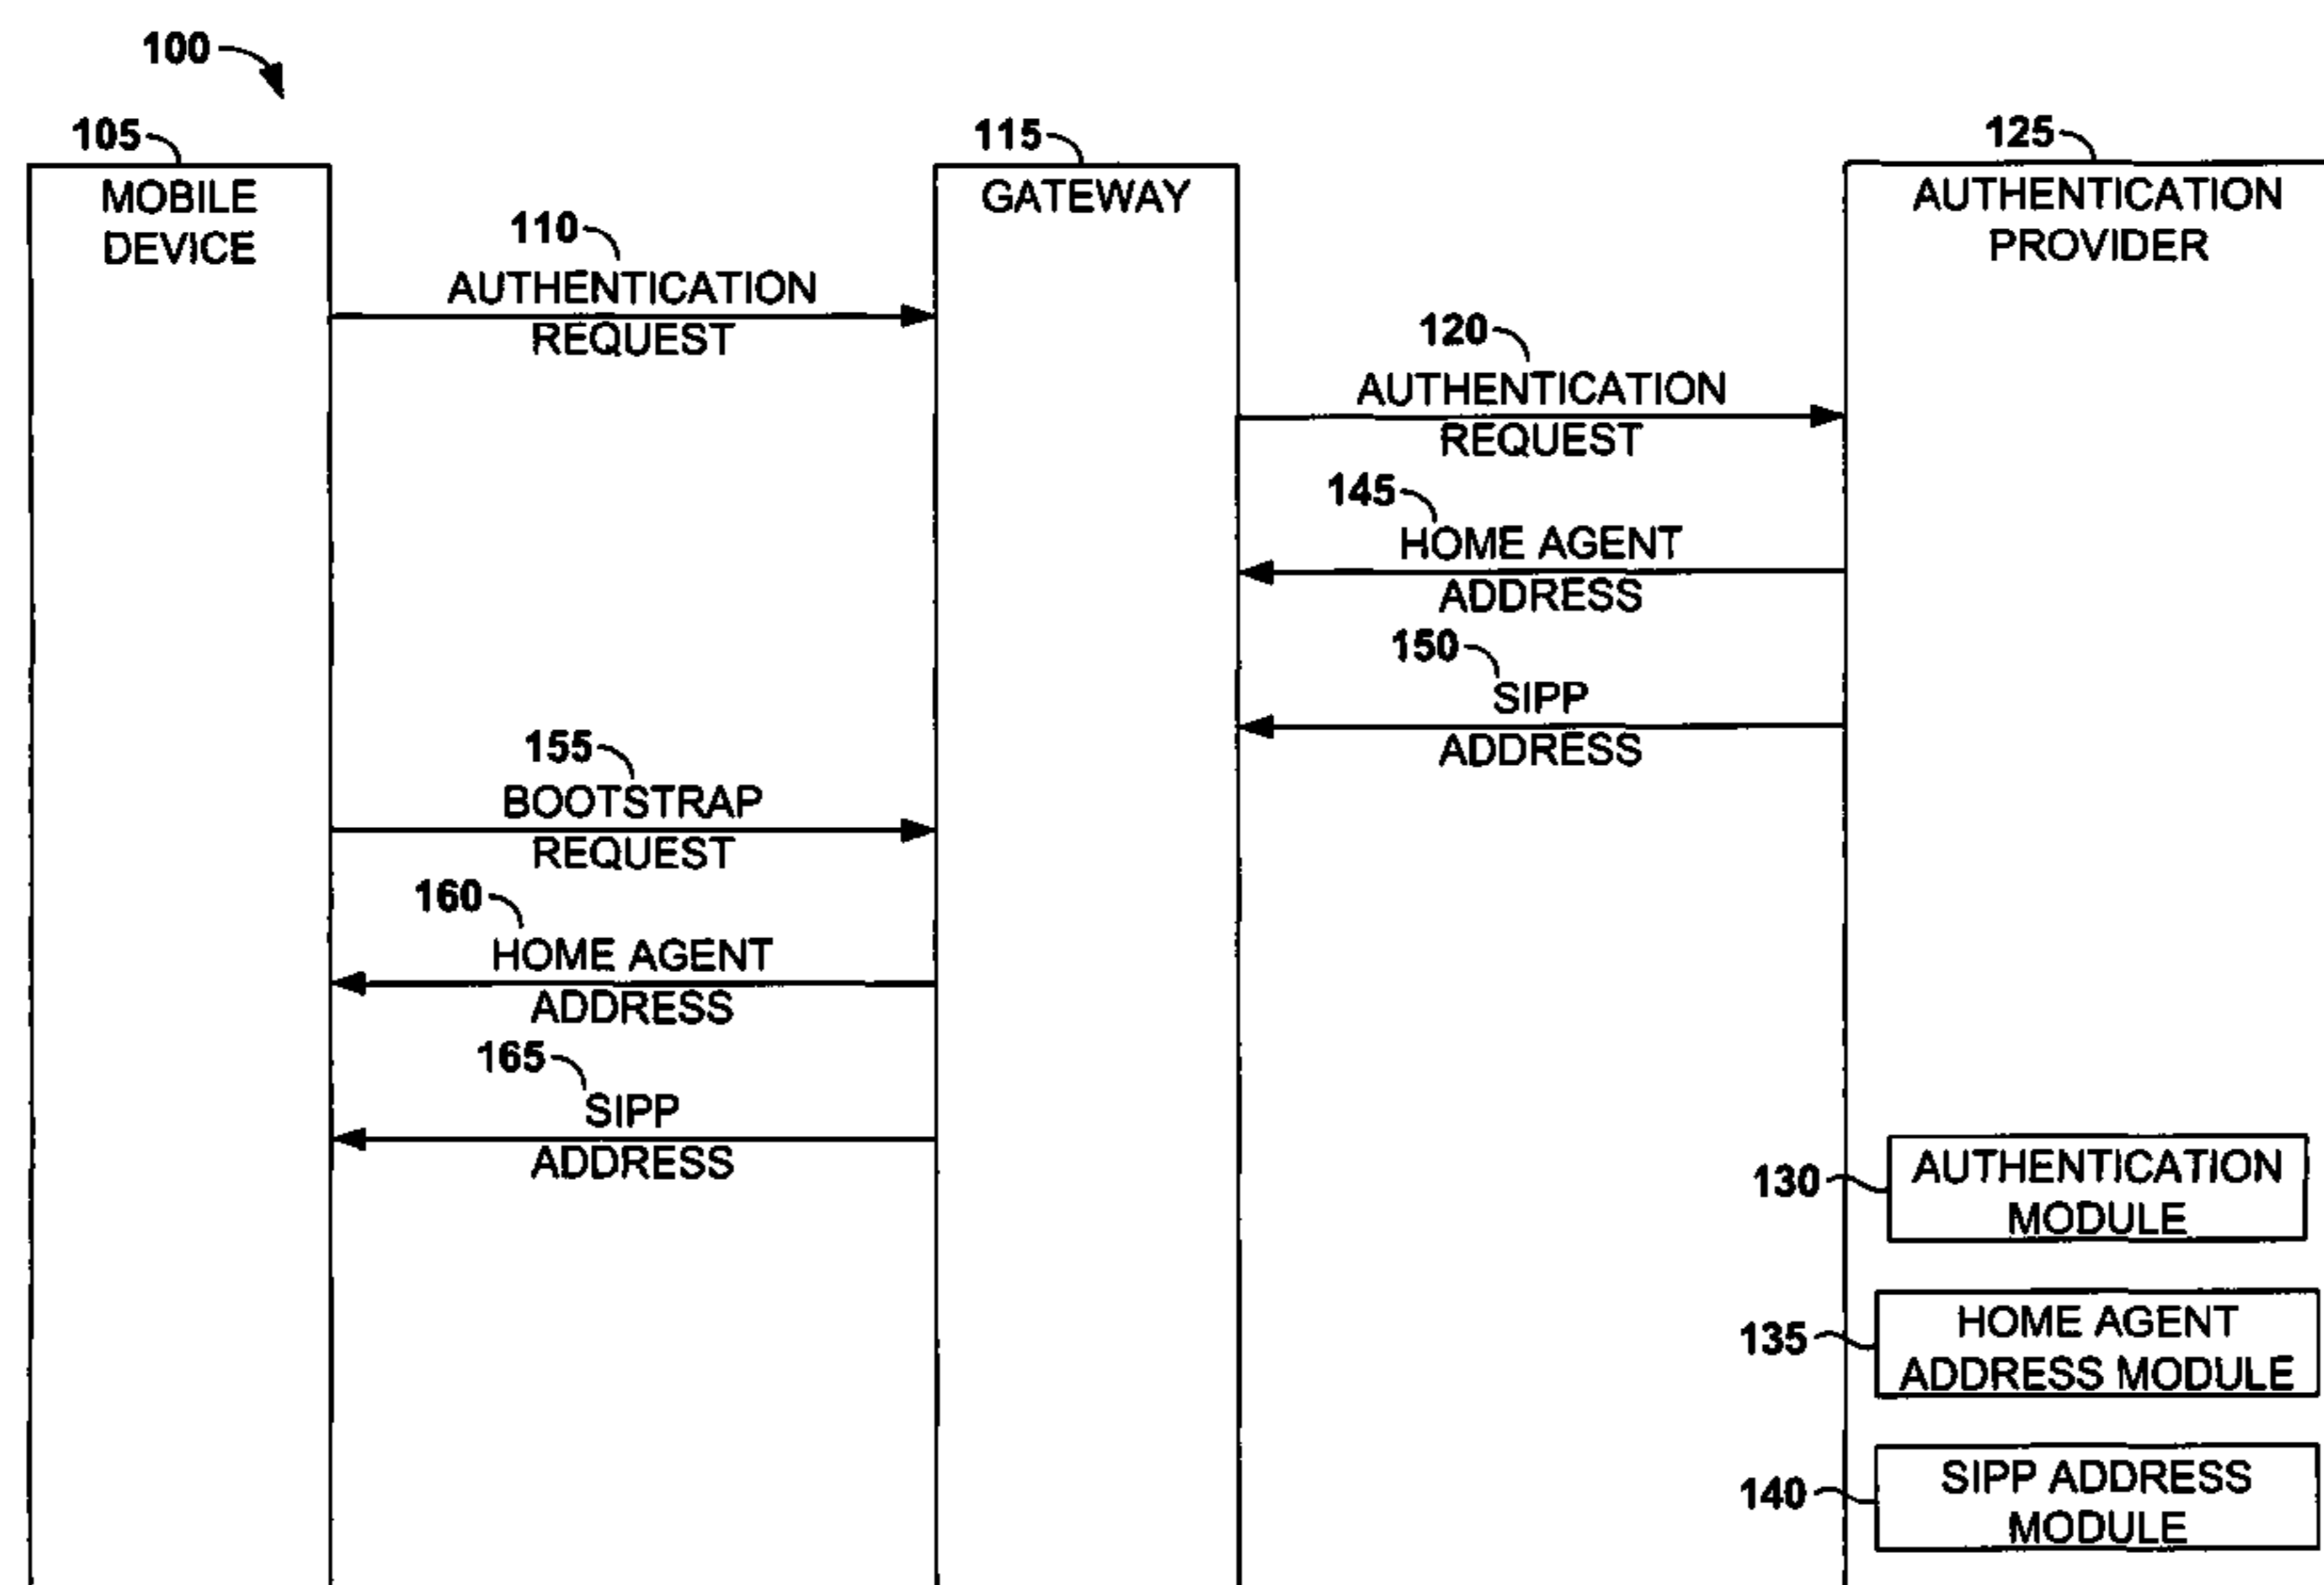 100
105
MOBILE
DEVICE
115
GATEWAY
125
AUTHENTICATION
PROVIDER
110
AUTHENTICATION
REQUEST
120
AUTHENTICATION
REQUEST
145
HOME AGENT
ADDRESS
150
SIPP
ADDRESS
155
BOOTSTRAP
REQUEST
160
HOME AGENT
ADDRESS
165
SIPP
ADDRESS
130
AUTHENTICATION
MODULE
135
HOME AGENT
ADDRESS MODULE
140
SIPP ADDRESS
MODULE